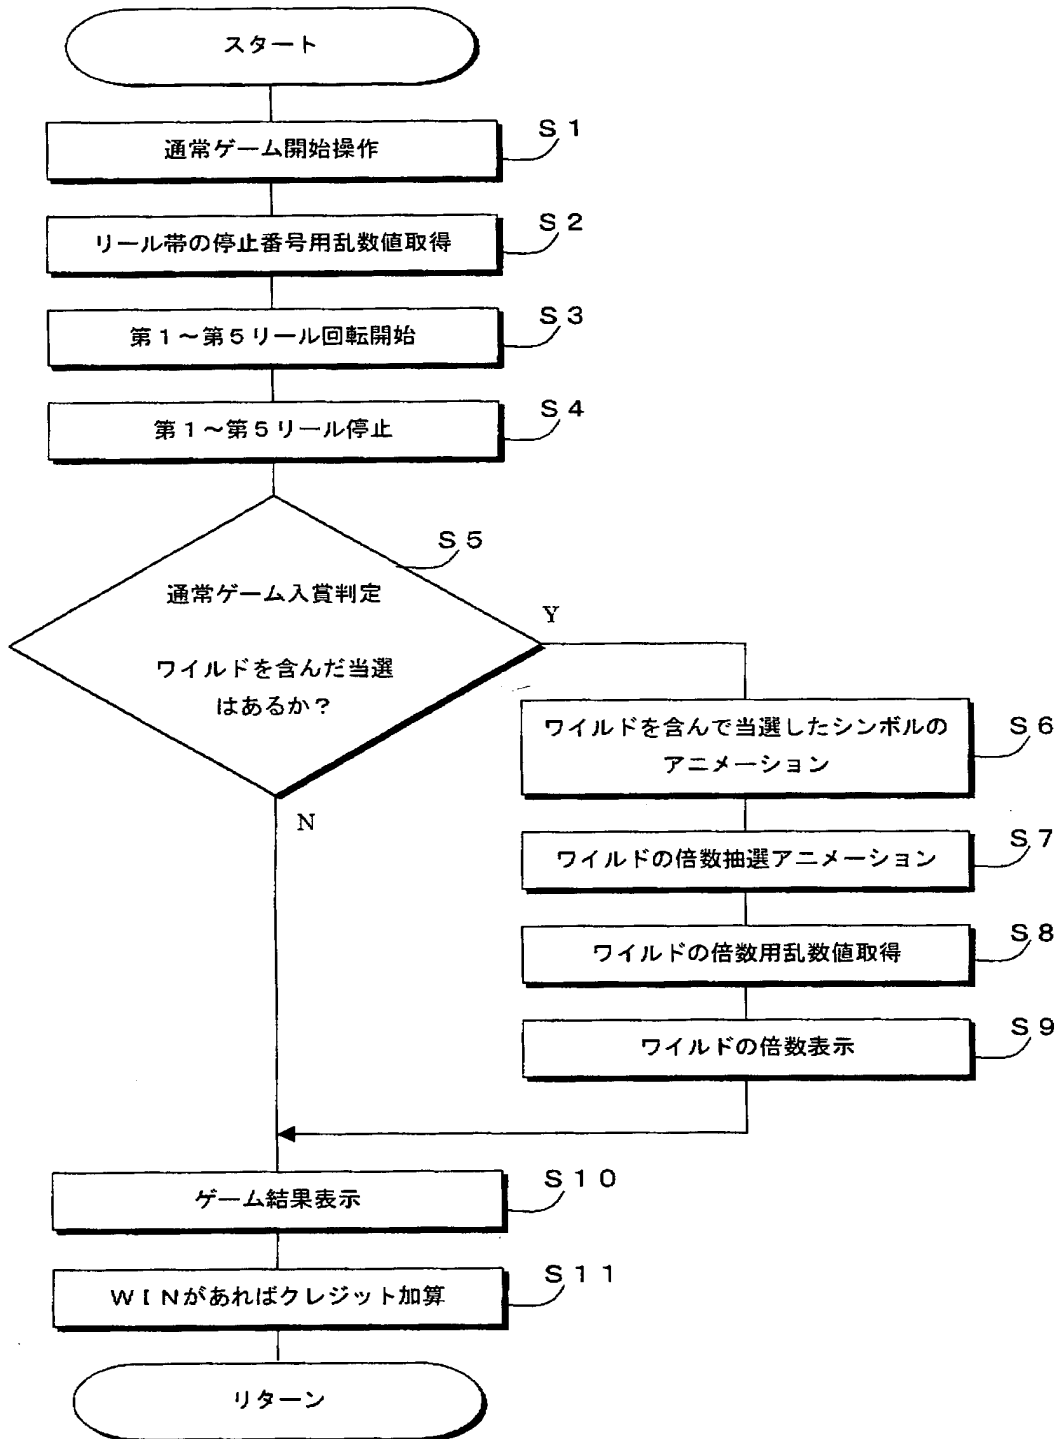 スタート
通常ゲーム開始操作
S1
リール帯の停止番号用乱数値取得
S2
第1～第5リール回転開始
S3
第1～第5リール停止
S4
S5
通常ゲーム入賞判定
ワイルドを含んだ当選
はあるか？
Y
N
ワイルドを含んで当選したシンボルの
アニメーション
S6
ワイルドの倍数抽選アニメーション
S7
ワイルドの倍数用乱数値取得
S8
ワイルドの倍数表示
S9
ゲーム結果表示
S10
WINがあればクレジット加算
S11
リターン